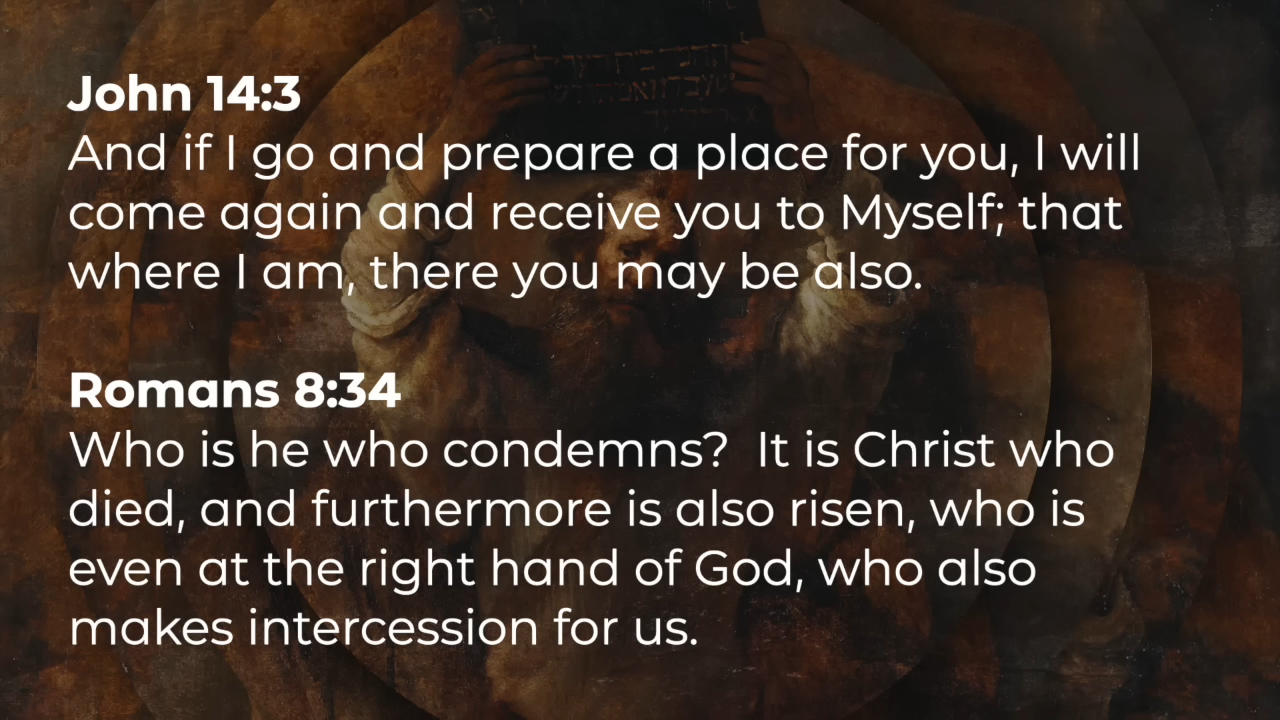 John 14:3
And if I go and prepare a place for you, I will
come again and receive you to Myself; that
where I am, there you may be also.
Romans 8:34
Who is he who condemns?  It is Christ who
died, and furthermore is also risen, who is
even at the right hand of God, who also
makes intercession for us.